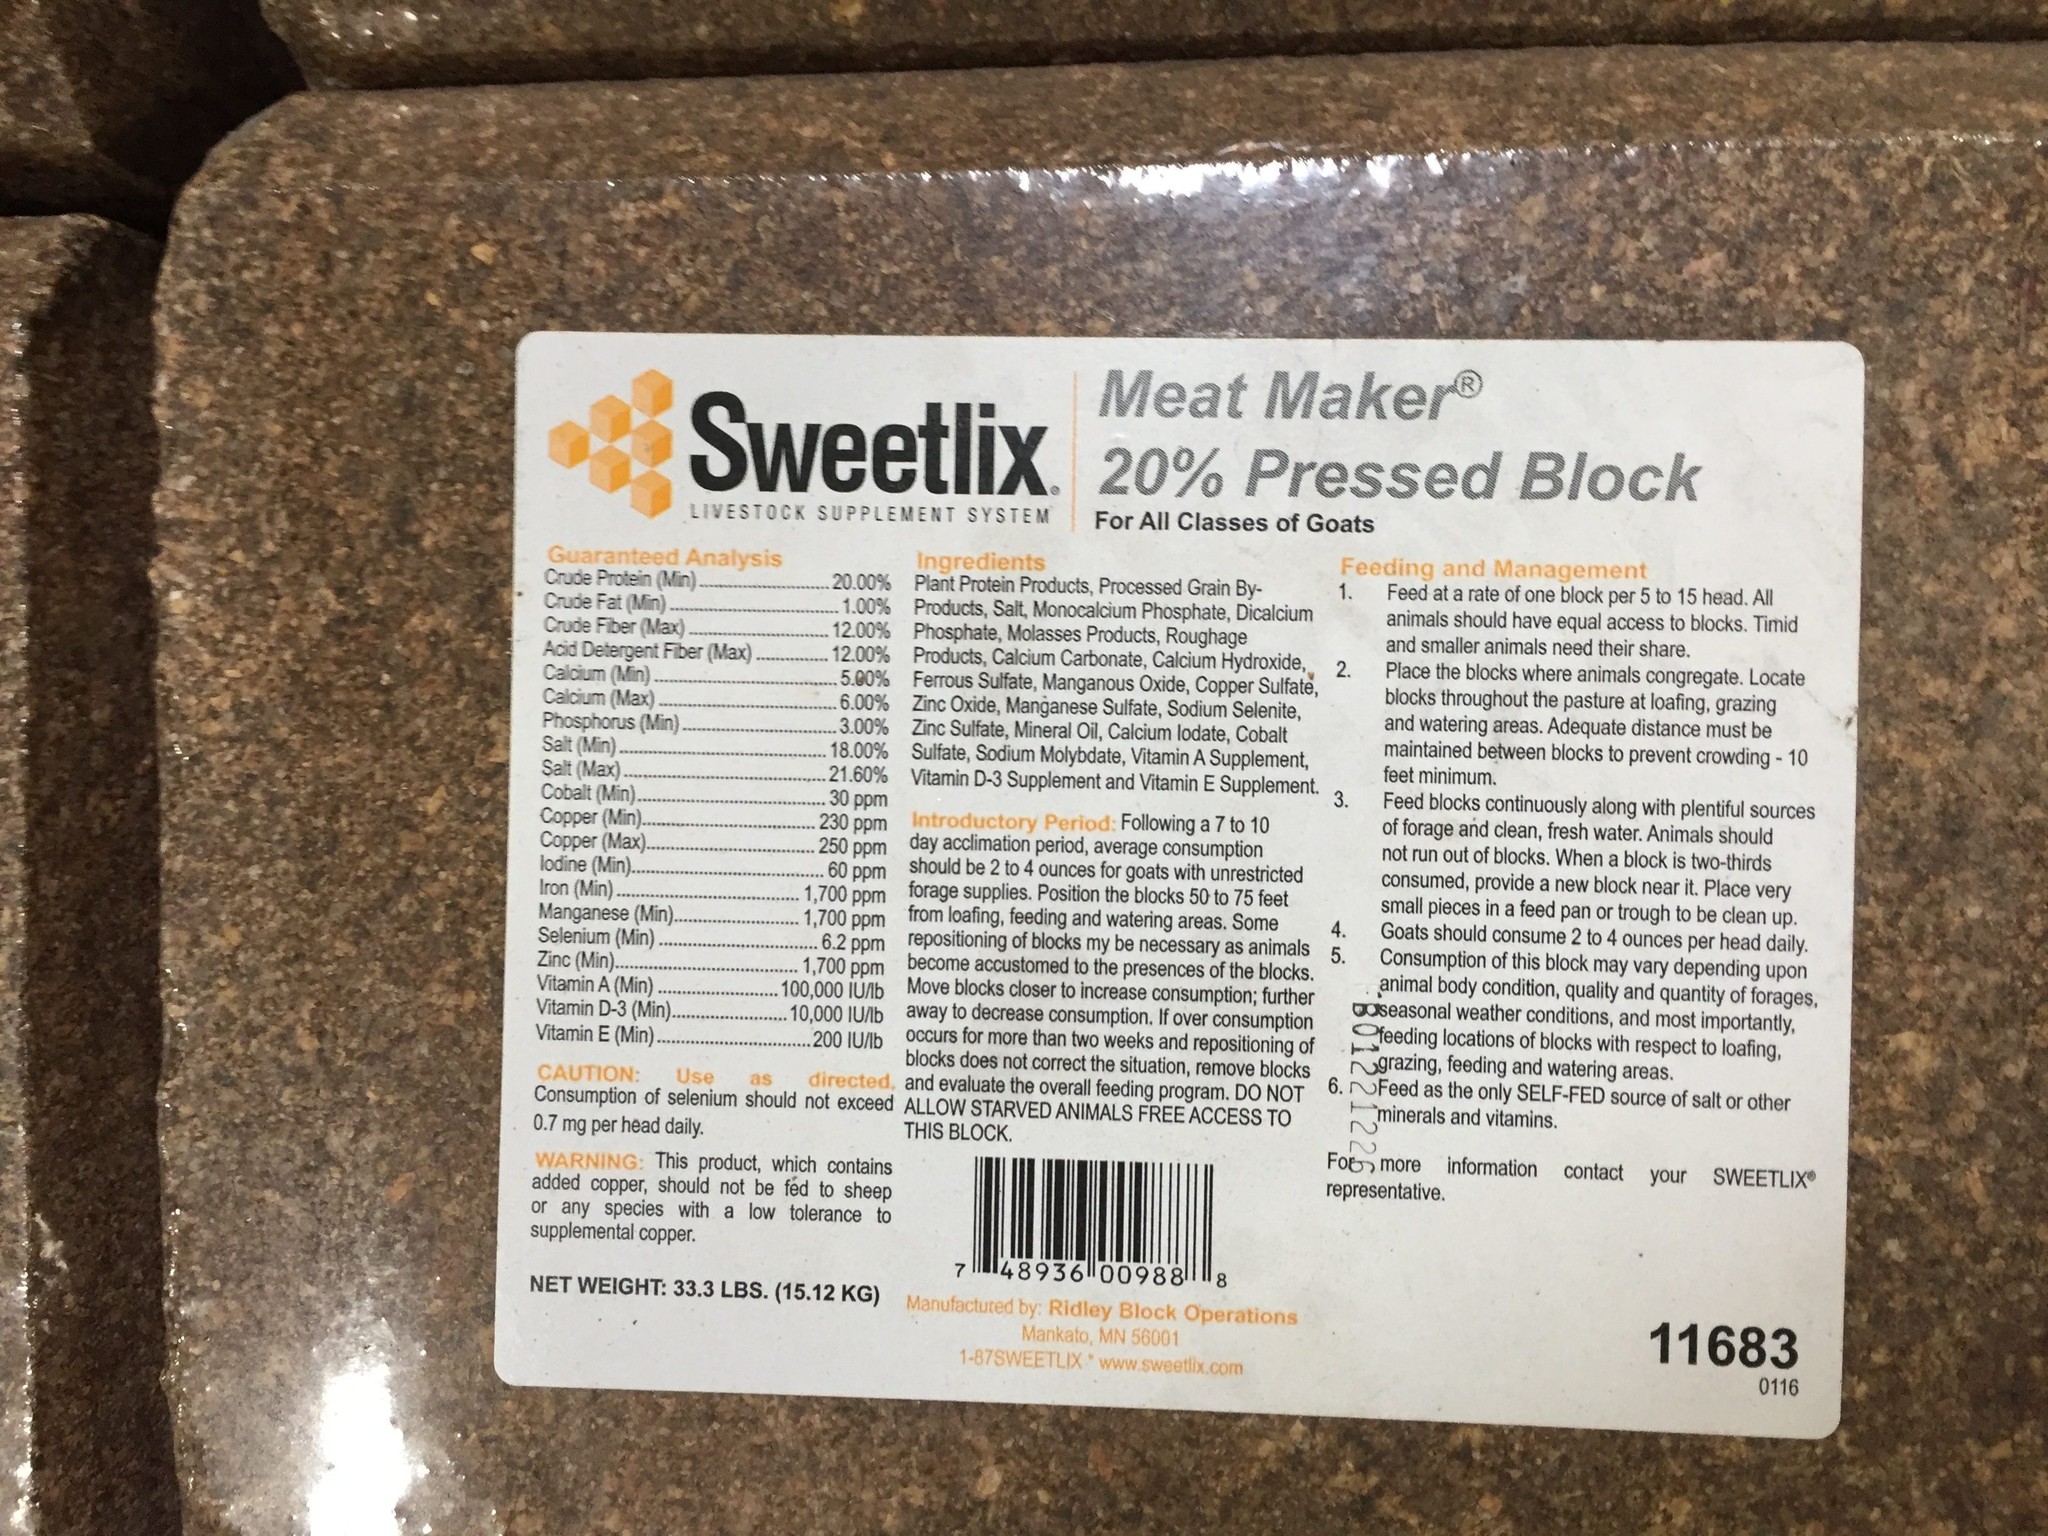 Sweetlix®
LIVESTOCK SUPPLEMENT SYSTEM
Meat Maker®
20% Pressed Block
For All Classes of Goats
Guaranteed Analysis
Crude Protein (Min) 20.00%
Crude Fat (Min) 1.00%
Crude Fiber (Max) 12.00%
Acid Detergent Fiber (Max) 12.00%
Calcium (Min) 5.00%
Calcium (Max) 6.00%
Phosphorus (Min) 3.00%
Salt (Min) 18.00%
Salt (Max) 21.60%
Cobalt (Min) 30 ppm
Copper (Min) 230 ppm
Copper (Max) 250 ppm
Iodine (Min) 60 ppm
Iron (Min) 1,700 ppm
Manganese (Min) 1,700 ppm
Selenium (Min) 6.2 ppm
Zinc (Min) 1,700 ppm
Vitamin A (Min) 100,000 IU/lb
Vitamin D-3 (Min) 10,000 IU/lb
Vitamin E (Min) 200 IU/lb
CAUTION: Use as directed.
Consumption of selenium should not exceed
0.7 mg per head daily.
WARNING: This product, which contains
added copper, should not be fed to sheep
or any species with a low tolerance to
supplemental copper.
NET WEIGHT: 33.3 LBS. (15.12 KG)
Ingredients
Plant Protein Products, Processed Grain By-
Products, Salt, Monocalcium Phosphate, Dicalcium
Phosphate, Molasses Products, Roughage
Products, Calcium Carbonate, Calcium Hydroxide,
Ferrous Sulfate, Manganous Oxide, Copper Sulfate,
Zinc Oxide, Manganese Sulfate, Sodium Selenite,
Zinc Sulfate, Mineral Oil, Calcium Iodate, Cobalt
Sulfate, Sodium Molybdate, Vitamin A Supplement,
Vitamin D-3 Supplement and Vitamin E Supplement.
Introductory Period: Following a 7 to 10
day acclimation period, average consumption
should be 2 to 4 ounces for goats with unrestricted
forage supplies. Position the blocks 50 to 75 feet
from loafing, feeding and watering areas. Some
repositioning of blocks my be necessary as animals
become accustomed to the presences of the blocks.
Move blocks closer to increase consumption; further
away to decrease consumption. If over consumption
occurs for more than two weeks and repositioning of
blocks does not correct the situation, remove blocks
and evaluate the overall feeding program. DO NOT
ALLOW STARVED ANIMALS FREE ACCESS TO
THIS BLOCK.
7 48936 00988 8
Manufactured by: Ridley Block Operations
Mankato, MN 56001
1-87SWEETLIX * www.sweetlix.com
Feeding and Management
1. Feed at a rate of one block per 5 to 15 head. All
animals should have equal access to blocks. Timid
and smaller animals need their share.
2. Place the blocks where animals congregate. Locate
blocks throughout the pasture at loafing, grazing
and watering areas. Adequate distance must be
maintained between blocks to prevent crowding - 10
feet minimum.
3. Feed blocks continuously along with plentiful sources
of forage and clean, fresh water. Animals should
not run out of blocks. When a block is two-thirds
consumed, provide a new block near it. Place very
small pieces in a feed pan or trough to be clean up.
4. Goats should consume 2 to 4 ounces per head daily.
5. Consumption of this block may vary depending upon
animal body condition, quality and quantity of forages,
seasonal weather conditions, and most importantly,
feeding locations of blocks with respect to loafing,
grazing, feeding and watering areas.
6. Feed as the only SELF-FED source of salt or other
minerals and vitamins.
For more information contact your SWEETLIX®
representative.
11683
0116